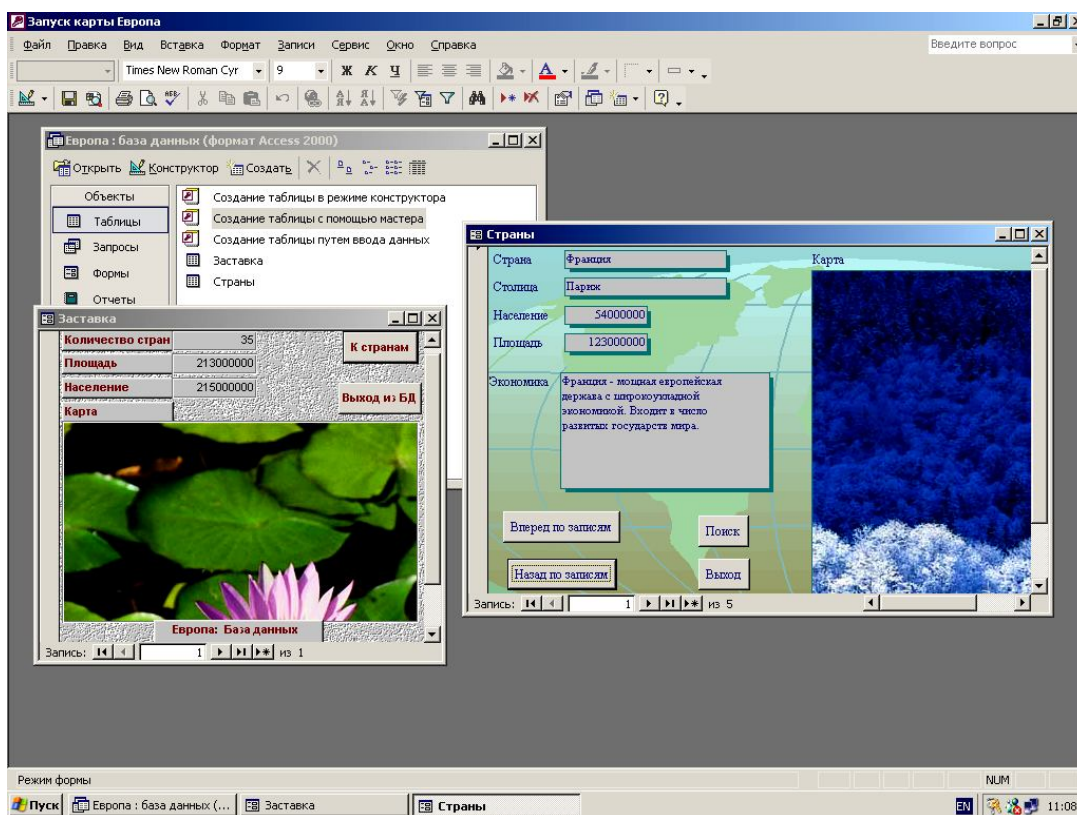 Запуск карты Европа
Файл Правка Вид Вставка Формат Записи Сервис Окно Справка
Введите вопрос
Times New Roman Cyr 9 Ж К Ч
Европа : база данных (формат Access 2000)
Открыть Конструктор Создать
Объекты
Таблицы
Запросы
Формы
Отчеты
Создание таблицы в режиме конструктора
Создание таблицы с помощью мастера
Создание таблицы путем ввода данных
Заставка
Страны
Заставка
Количество стран 35
Площадь 213000000
Население 215000000
Карта
К странам
Выход из БД
Европа: База данных
Запись: 1 из 1
Страны
Страна Франция
Столица Париж
Население 54000000
Площадь 123000000
Экономика
Франция - мощная европейская
держава с широкоукладной
экономикой. Входит в число
развитых государств мира.
Карта
Вперед по записям
Поиск
Назад по записям
Выход
Запись: 1 из 5
Режим формы
NUM
Пуск
Европа : база данных (...
Заставка
Страны
EN
11:08